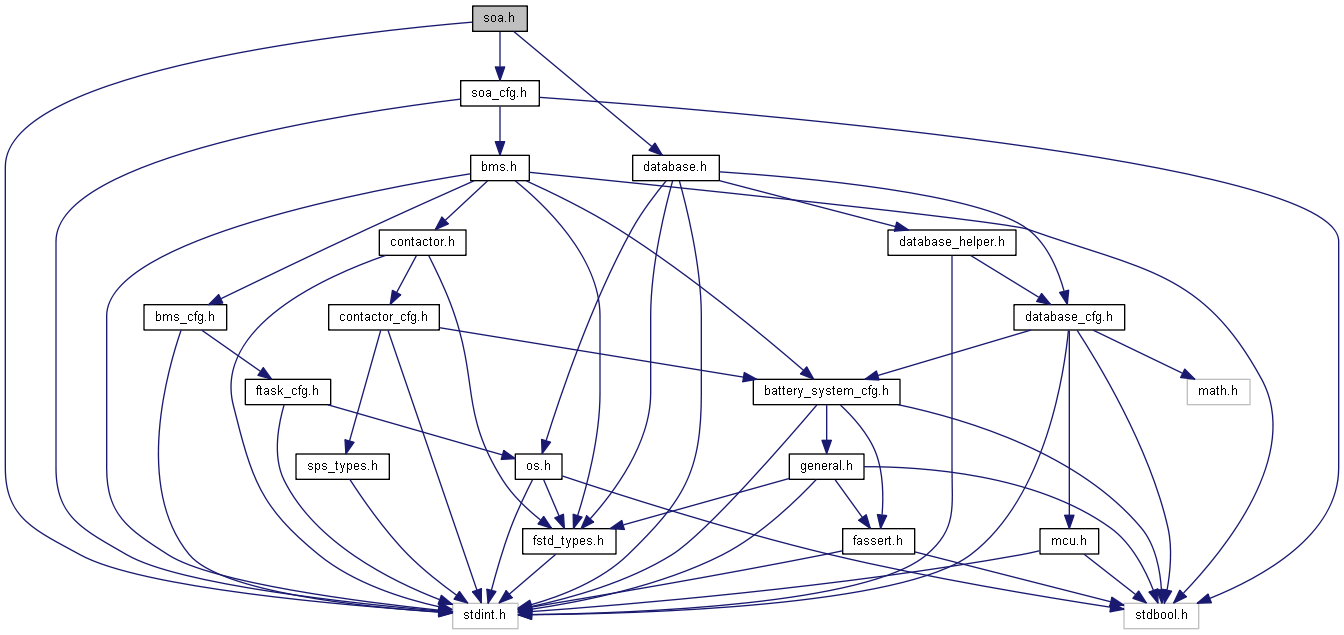 soa.h
soa_cfg.h
bms.h
database.h
contactor.h
database_helper.h
bms_cfg.h
contactor_cfg.h
database_cfg.h
ftask_cfg.h
battery_system_cfg.h
math.h
sps_types.h
os.h
general.h
fstd_types.h
fassert.h
mcu.h
stdint.h
stdbool.h